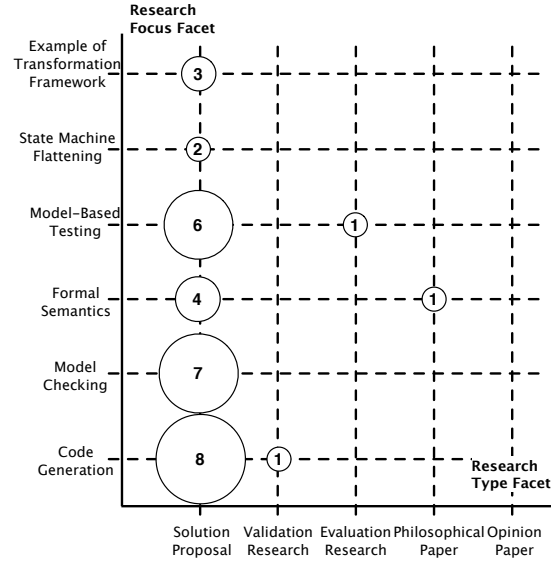 Research
Focus Facet
Example of
Transformation
Framework
3
State Machine
Flattening
2
Model-Based
Testing
6
1
Formal
Semantics
4
1
Model
Checking
7
Code
Generation
8
1
Research
Type Facet
Solution
Proposal
Validation
Research
Evaluation
Research
Philosophical
Paper
Opinion
Paper